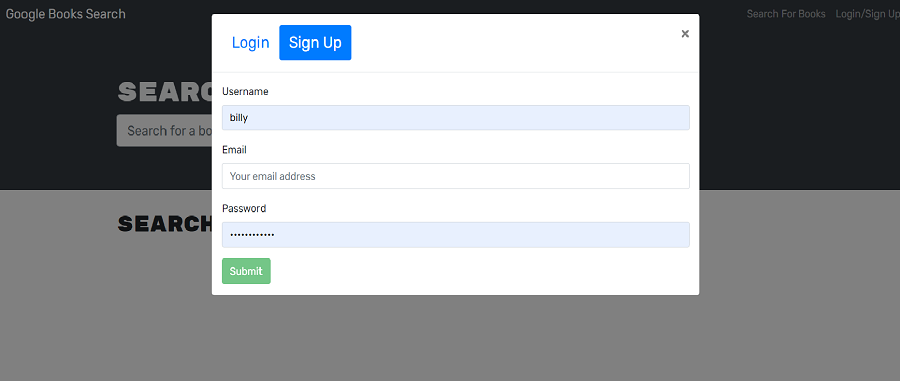 Google Books Search
Search For Books
Login/Sign Up
Login
Sign Up
×
SEARC
Search for a bo
Username
billy
Email
Your email address
SEARCH
Password
••••••••••••
Submit